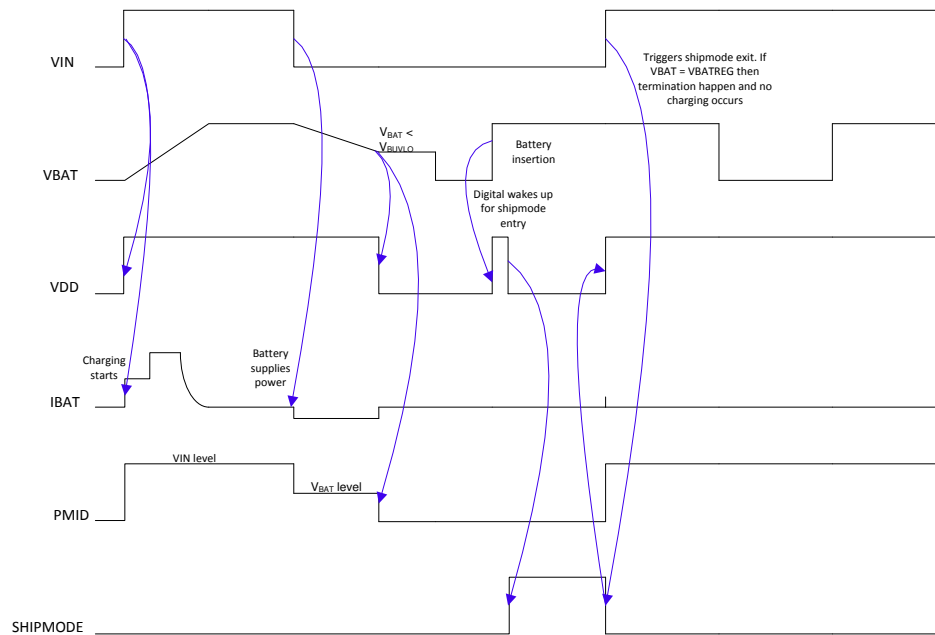 VIN
Triggers shipmode exit. If
VBAT = VBATREG then
termination happen and no
charging occurs
VBAT
VBAT <
VBUVLO
Battery
insertion
Digital wakes up
for shipmode
entry
VDD
Charging
starts
Battery
supplies
power
IBAT
VIN level
VBAT level
PMID
SHIPMODE